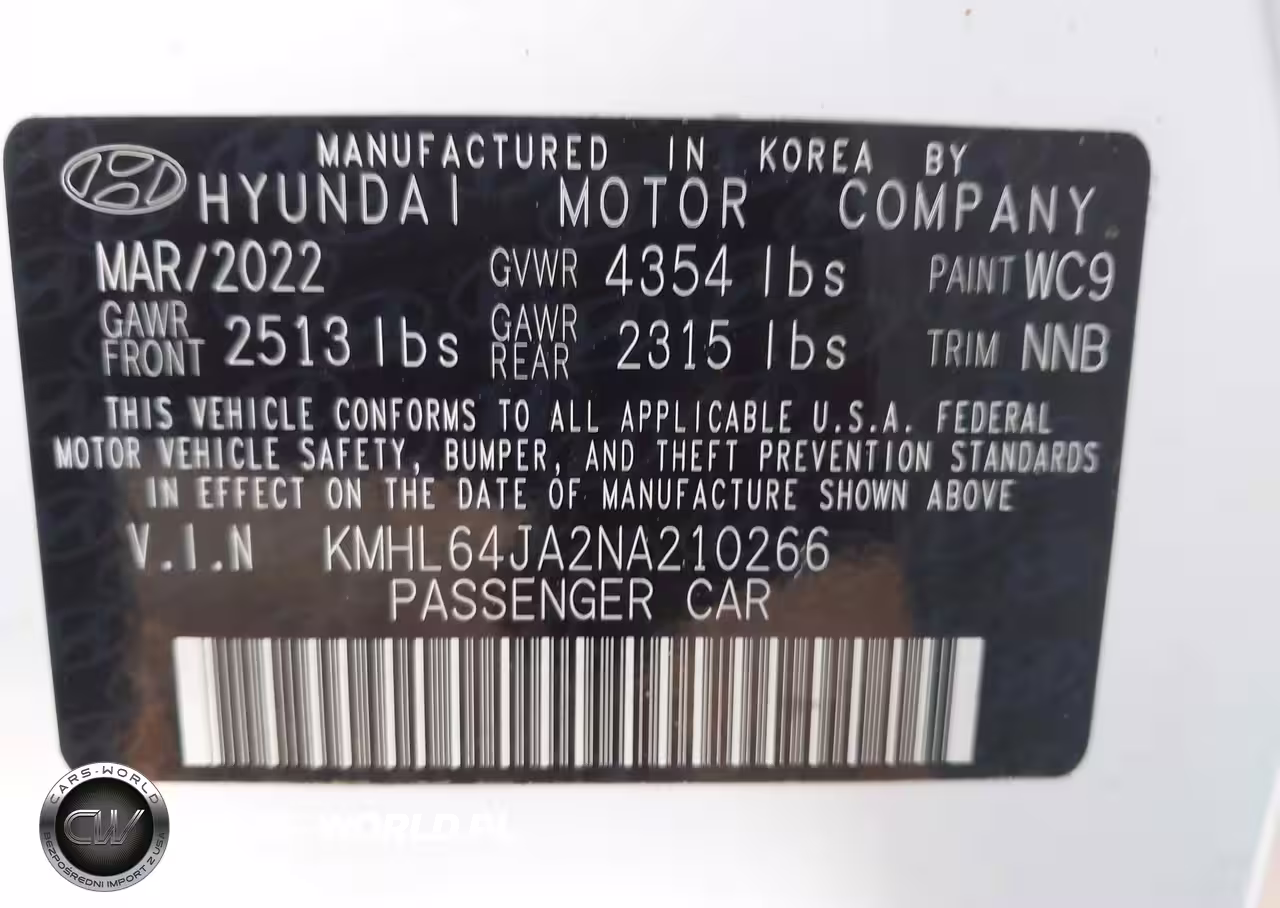 MANUFACTURED IN KOREA BY
HYUNDAI MOTOR COMPANY
MAR/2022 GVWR 4354 lbs PAINT WC9
GAWR FRONT 2513 lbs GAWR REAR 2315 lbs TRIM NNB
THIS VEHICLE CONFORMS TO ALL APPLICABLE U.S.A. FEDERAL
MOTOR VEHICLE SAFETY, BUMPER, AND THEFT PREVENTION STANDARDS
IN EFFECT ON THE DATE OF MANUFACTURE SHOWN ABOVE
V.I.N KMHL64JA2NA210266
PASSENGER CAR
CARS-WORLD
CW
BEZPOŚREDNI IMPORT Z USA
WORLD.PL